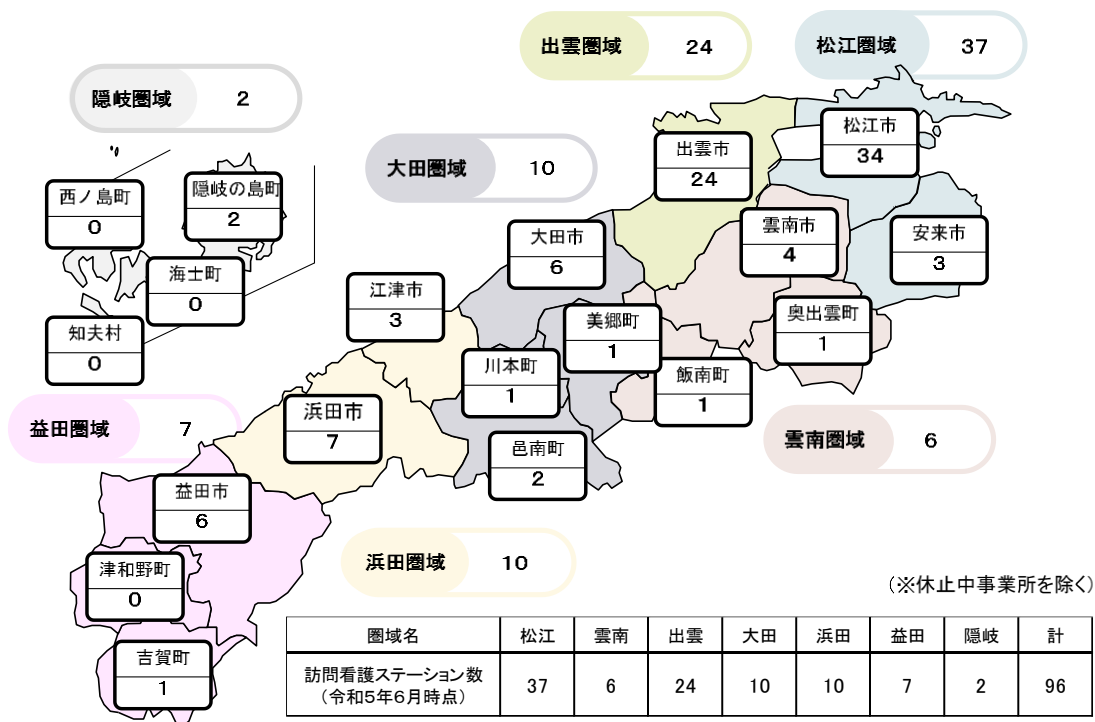 出雲圏域 24
松江圏域 37
隠岐圏域 2
大田圏域 10
松江市
34
出雲市
24
西ノ島町
0
隠岐の島町
2
雲南市
4
安来市
3
大田市
6
海士町
0
江津市
3
奥出雲町
1
美郷町
1
知夫村
0
川本町
1
飯南町
1
益田圏域 7
浜田市
7
雲南圏域 6
邑南町
2
益田市
6
浜田圏域 10
津和野町
0
吉賀町
1
(※休止中事業所を除く)
圏域名 松江 雲南 出雲 大田 浜田 益田 隠岐 計
訪問看護ステーション数
(令和5年6月時点)
37 6 24 10 10 7 2 96